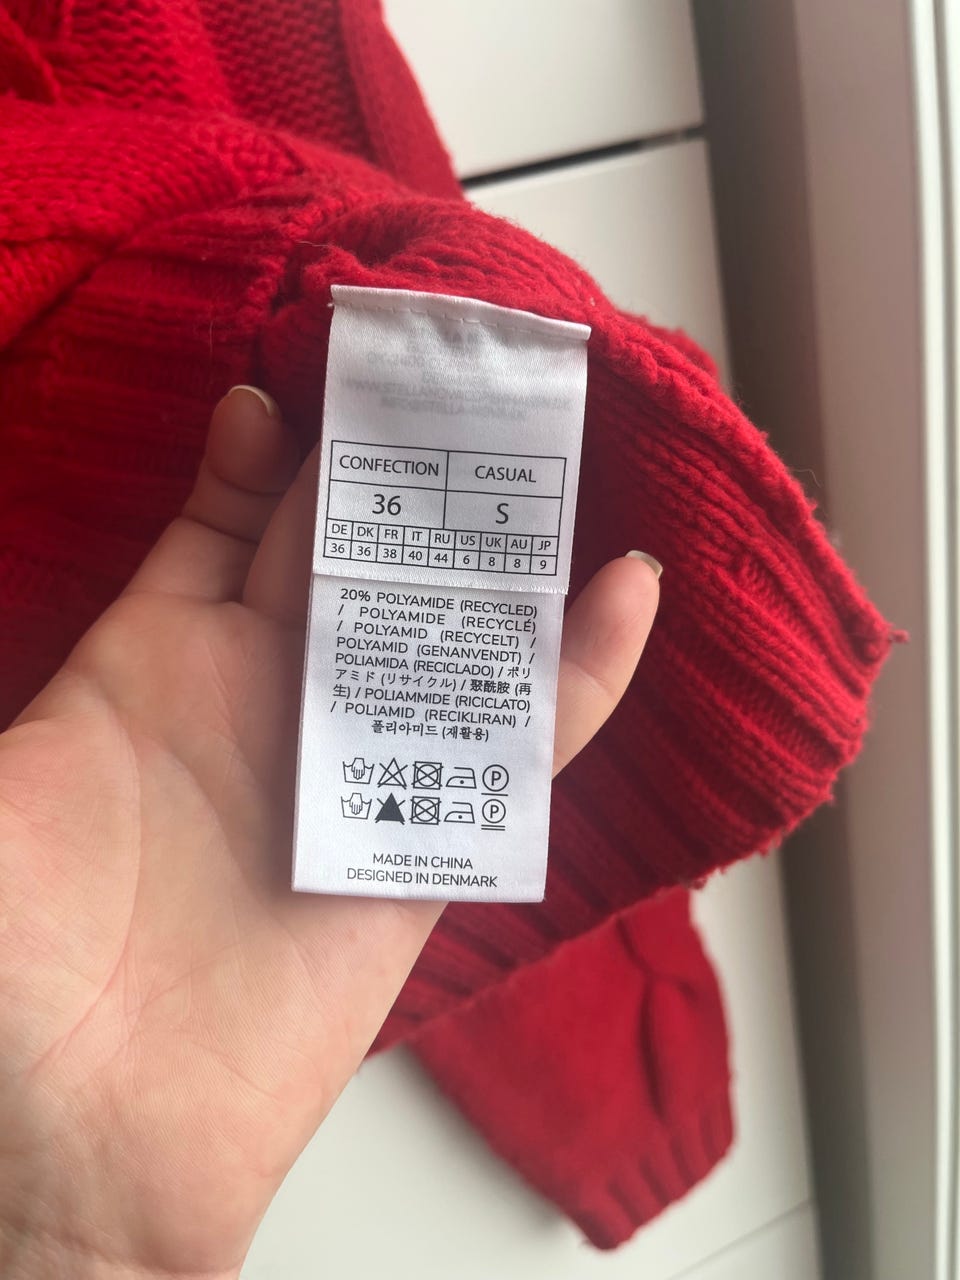 CONFECTION CASUAL
36 S
DE DK FR IT RU US UK AU JP
36 36 38 40 44 6 8 8 9
20% POLYAMIDE (RECYCLED)
/ POLYAMIDE (RECYCLÉ)
/ POLYAMID (RECYCELT) /
POLYAMID (GENANVENDT) /
POLIAMIDA (RECICLADO) / ポリ
アミド (リサイクル) / 聚酰胺 (再
生) / POLIAMMIDE (RICICLATO)
/ POLIAMID (RECIKLIRAN) /
폴리아미드 (재활용)
P
P
MADE IN CHINA
DESIGNED IN DENMARK